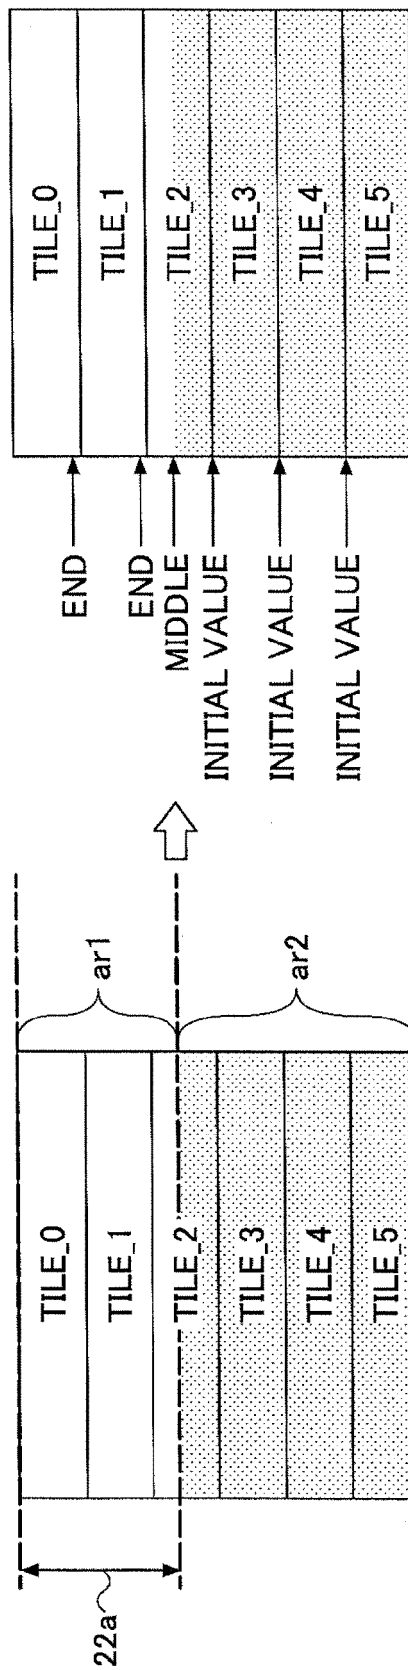 22a
TILE_0
TILE_1
TILE_2
TILE_3
TILE_4
TILE_5
ar1
ar2
END
END
MIDDLE
INITIAL VALUE
INITIAL VALUE
INITIAL VALUE
TILE_0
TILE_1
TILE_2
TILE_3
TILE_4
TILE_5